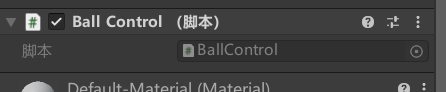 Ball Control （脚本）
脚本 BallControl
Default-Material (Material)